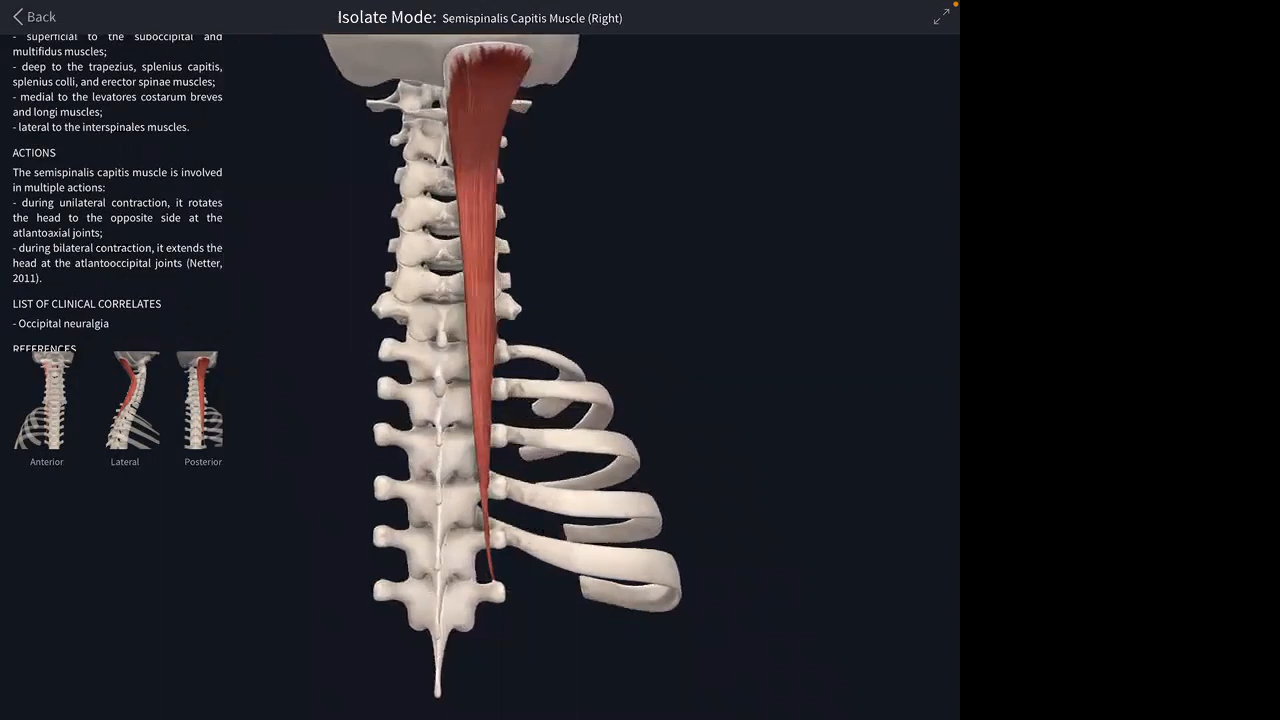 Back
Isolate Mode: Semispinalis Capitis Muscle (Right)
- superficial to the suboccipital and
multifidus muscles;
- deep to the trapezius, splenius capitis,
splenius colli, and erector spinae muscles;
- medial to the levatores costarum breves
and longi muscles;
- lateral to the interspinales muscles.
ACTIONS
The semispinalis capitis muscle is involved
in multiple actions:
- during unilateral contraction, it rotates
the head to the opposite side at the
atlantoaxial joints;
- during bilateral contraction, it extends the
head at the atlantooccipital joints (Netter,
2011).
LIST OF CLINICAL CORRELATES
- Occipital neuralgia
REFERENCES
Anterior
Lateral
Posterior